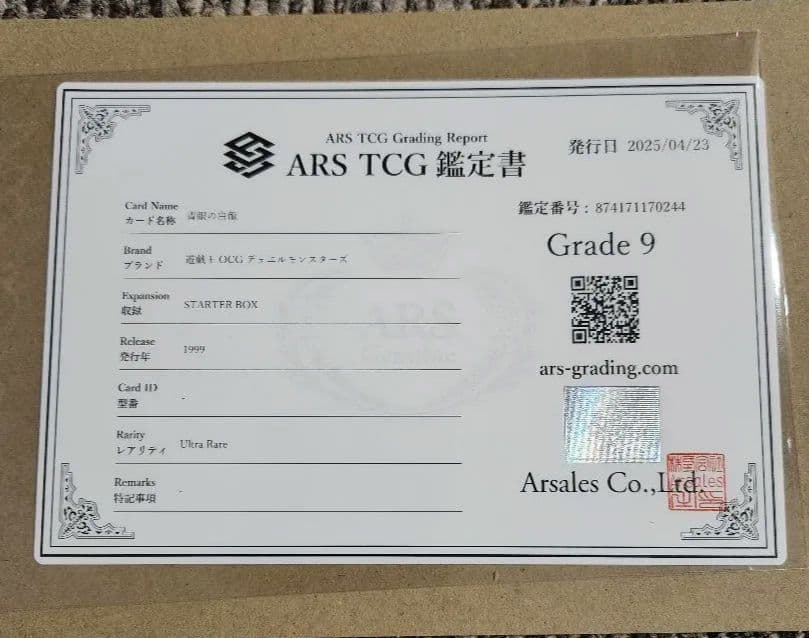 ARS TCG Grading Report
ARS TCG 鑑定書
発行日 2025/04/23
鑑定番号 : 874171170244
Grade 9
ars-grading.com
Arsales Co.,Ltd.
Card Name
カード名称 青眼の白龍
Brand
ブランド 遊戯王OCG デュエルモンスターズ
Expansion
収録 STARTER BOX
Release
発行年 1999
Card ID
型番 -
Rarity
レアリティ Ultra Rare
Remarks
特記事項 -
ARS
Genuine